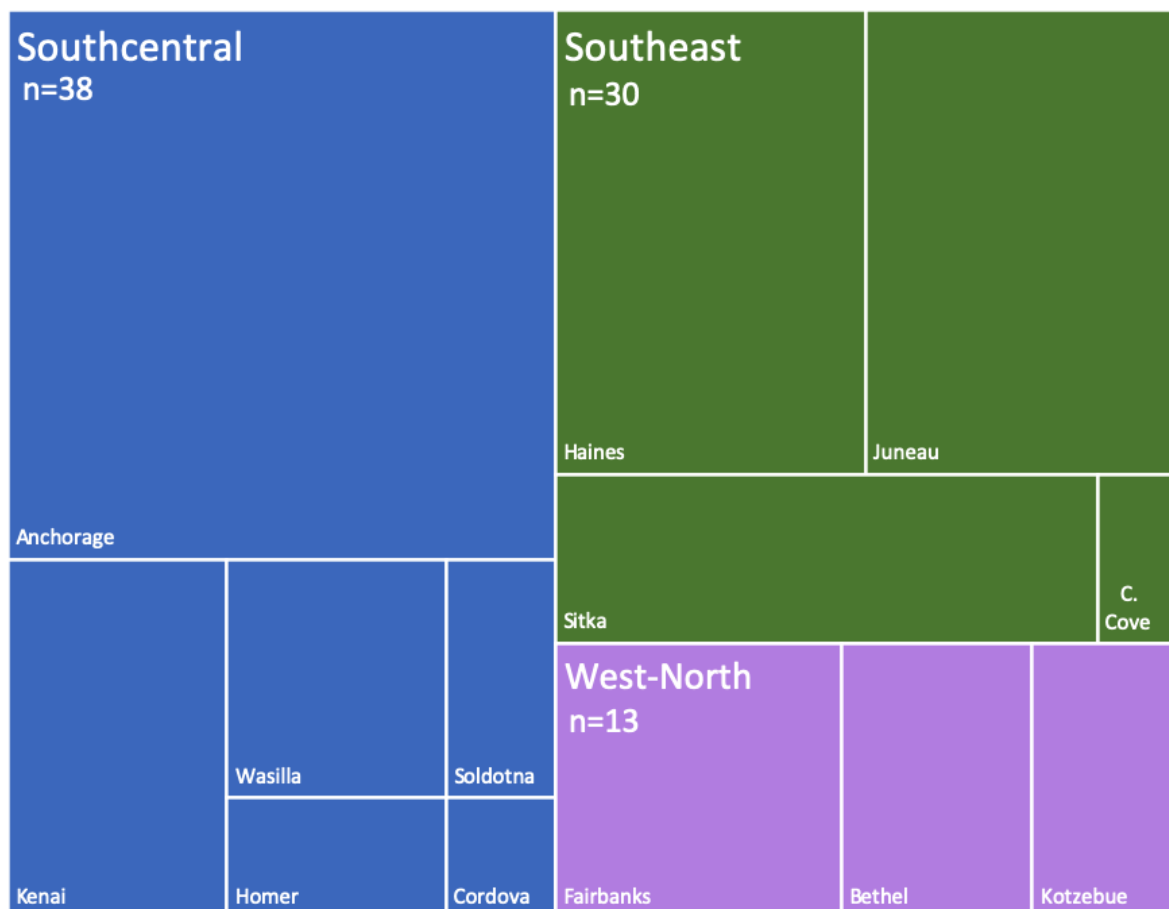 Southcentral
n=38
Anchorage
Kenai
Wasilla
Soldotna
Homer
Cordova
Southeast
n=30
Haines
Juneau
Sitka
C.
Cove
West-North
n=13
Fairbanks
Bethel
Kotzebue